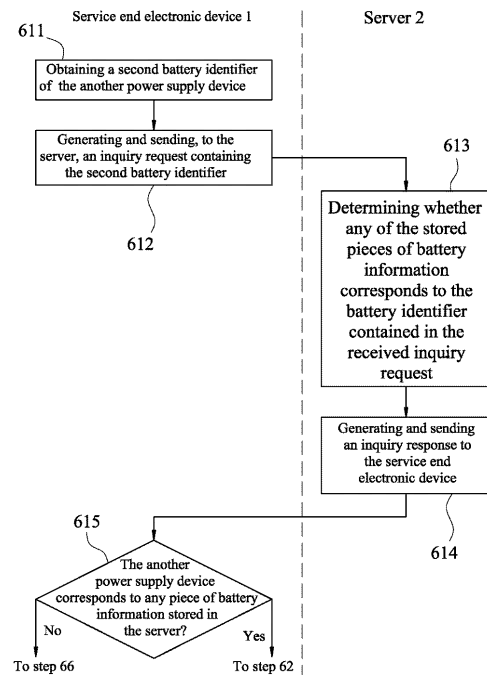 Service end electronic device 1
Server 2
611
Obtaining a second battery identifier
of the another power supply device
Generating and sending, to the
server, an inquiry request containing
the second battery identifier
612
613
Determining whether
any of the stored
pieces of battery
information
corresponds to the
battery identifier
contained in the
received inquiry
request
Generating and sending
an inquiry response to
the service end
electronic device
614
615
The another
power supply device
corresponds to any piece of battery
information stored in
the server?
No
Yes
To step 66
To step 62